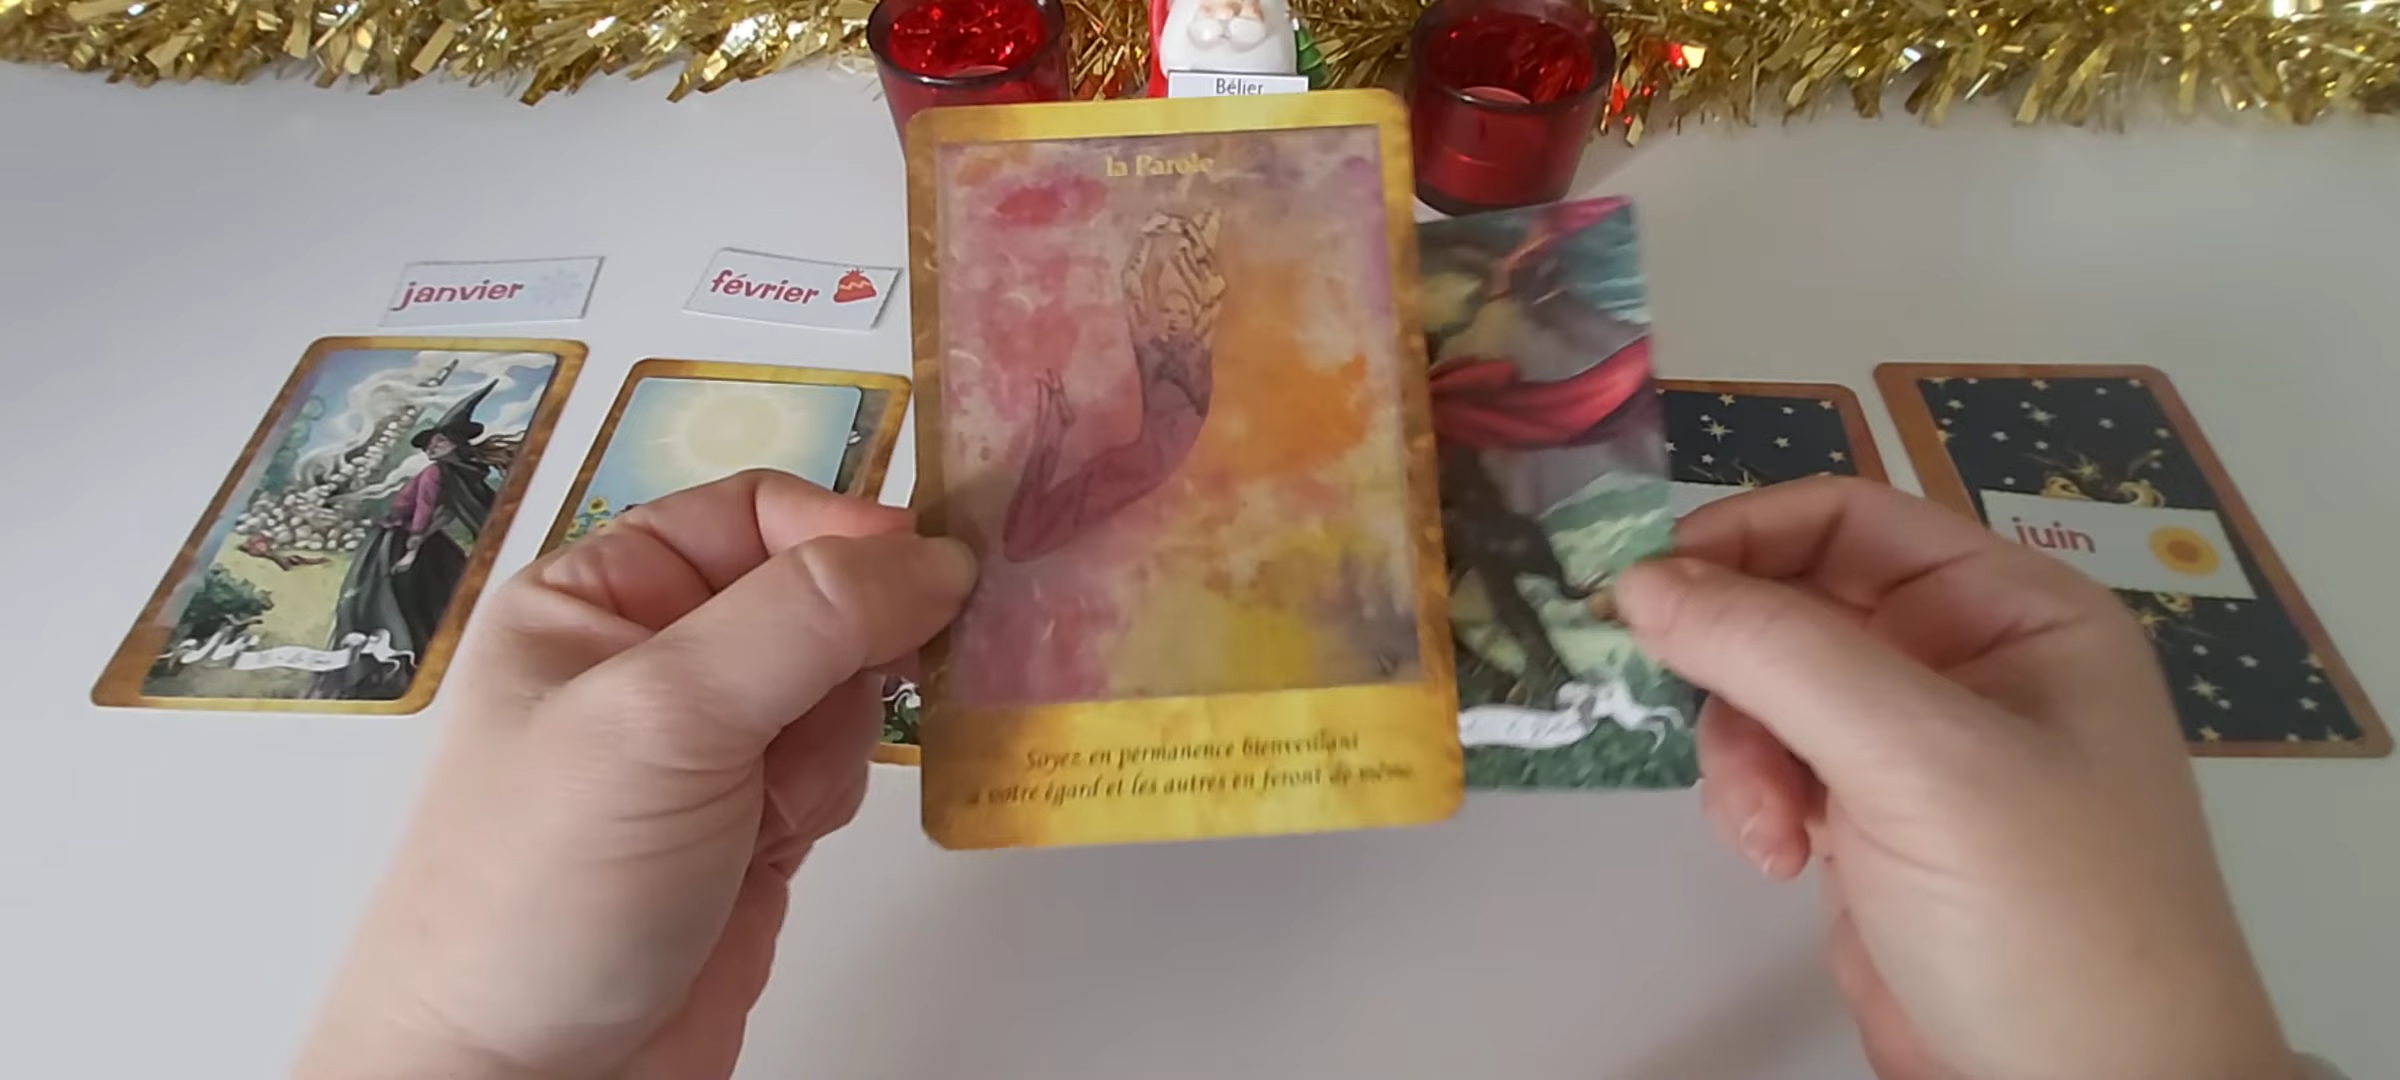 Bélier
la Parole
janvier
février
juin
Soyez en permanence bienveillant
à votre égard et les autres en feront de même.